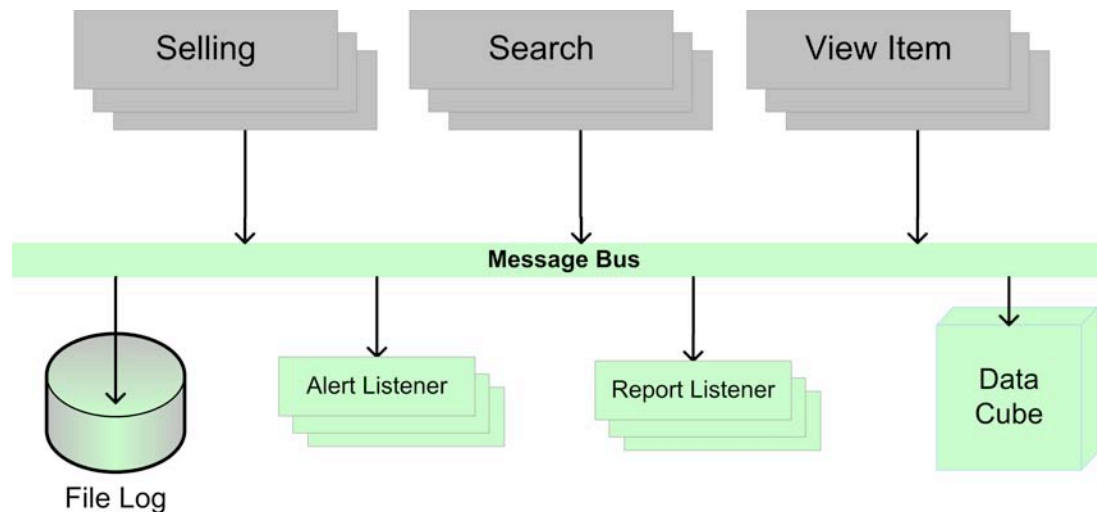 Selling
Search
View Item
Message Bus
Alert Listener
Report Listener
Data
Cube
File Log